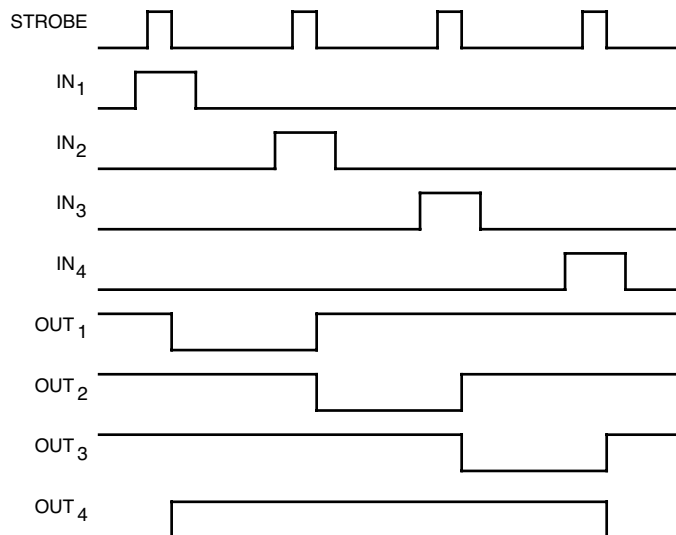 STROBE
IN1
IN2
IN3
IN4
OUT1
OUT2
OUT3
OUT4